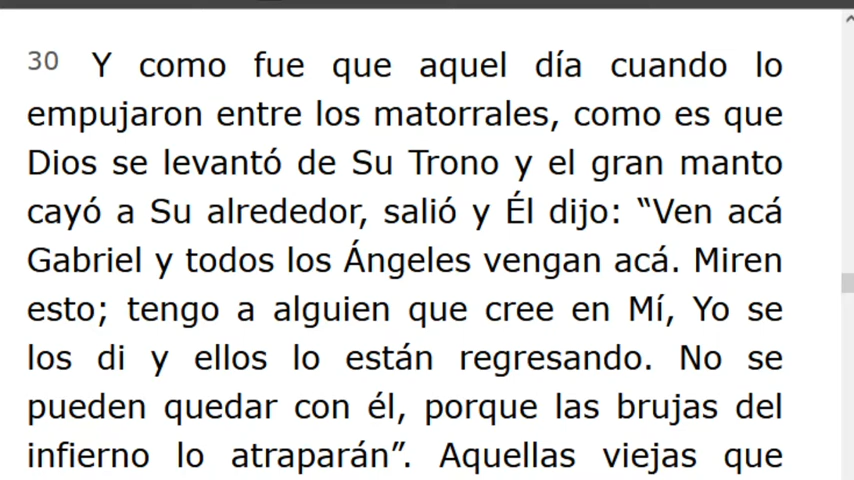 30 Y como fue que aquel día cuando lo
empujaron entre los matorrales, como es que
Dios se levantó de Su Trono y el gran manto
cayó a Su alrededor, salió y Él dijo: “Ven acá
Gabriel y todos los Ángeles vengan acá. Miren
esto; tengo a alguien que cree en Mí, Yo se
los di y ellos lo están regresando. No se
pueden quedar con él, porque las brujas del
infierno lo atraparán”. Aquellas viejas que